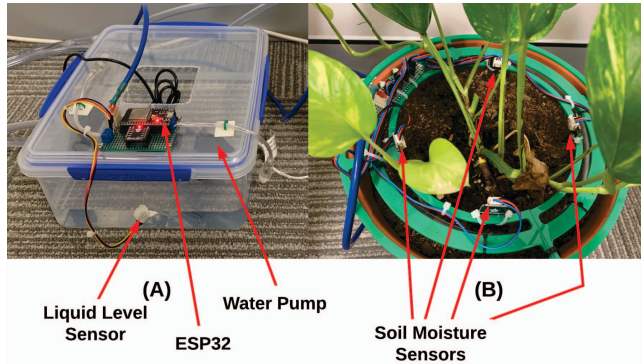 (A)
(B)
Liquid Level
Sensor
Water Pump
ESP32
Soil Moisture
Sensors